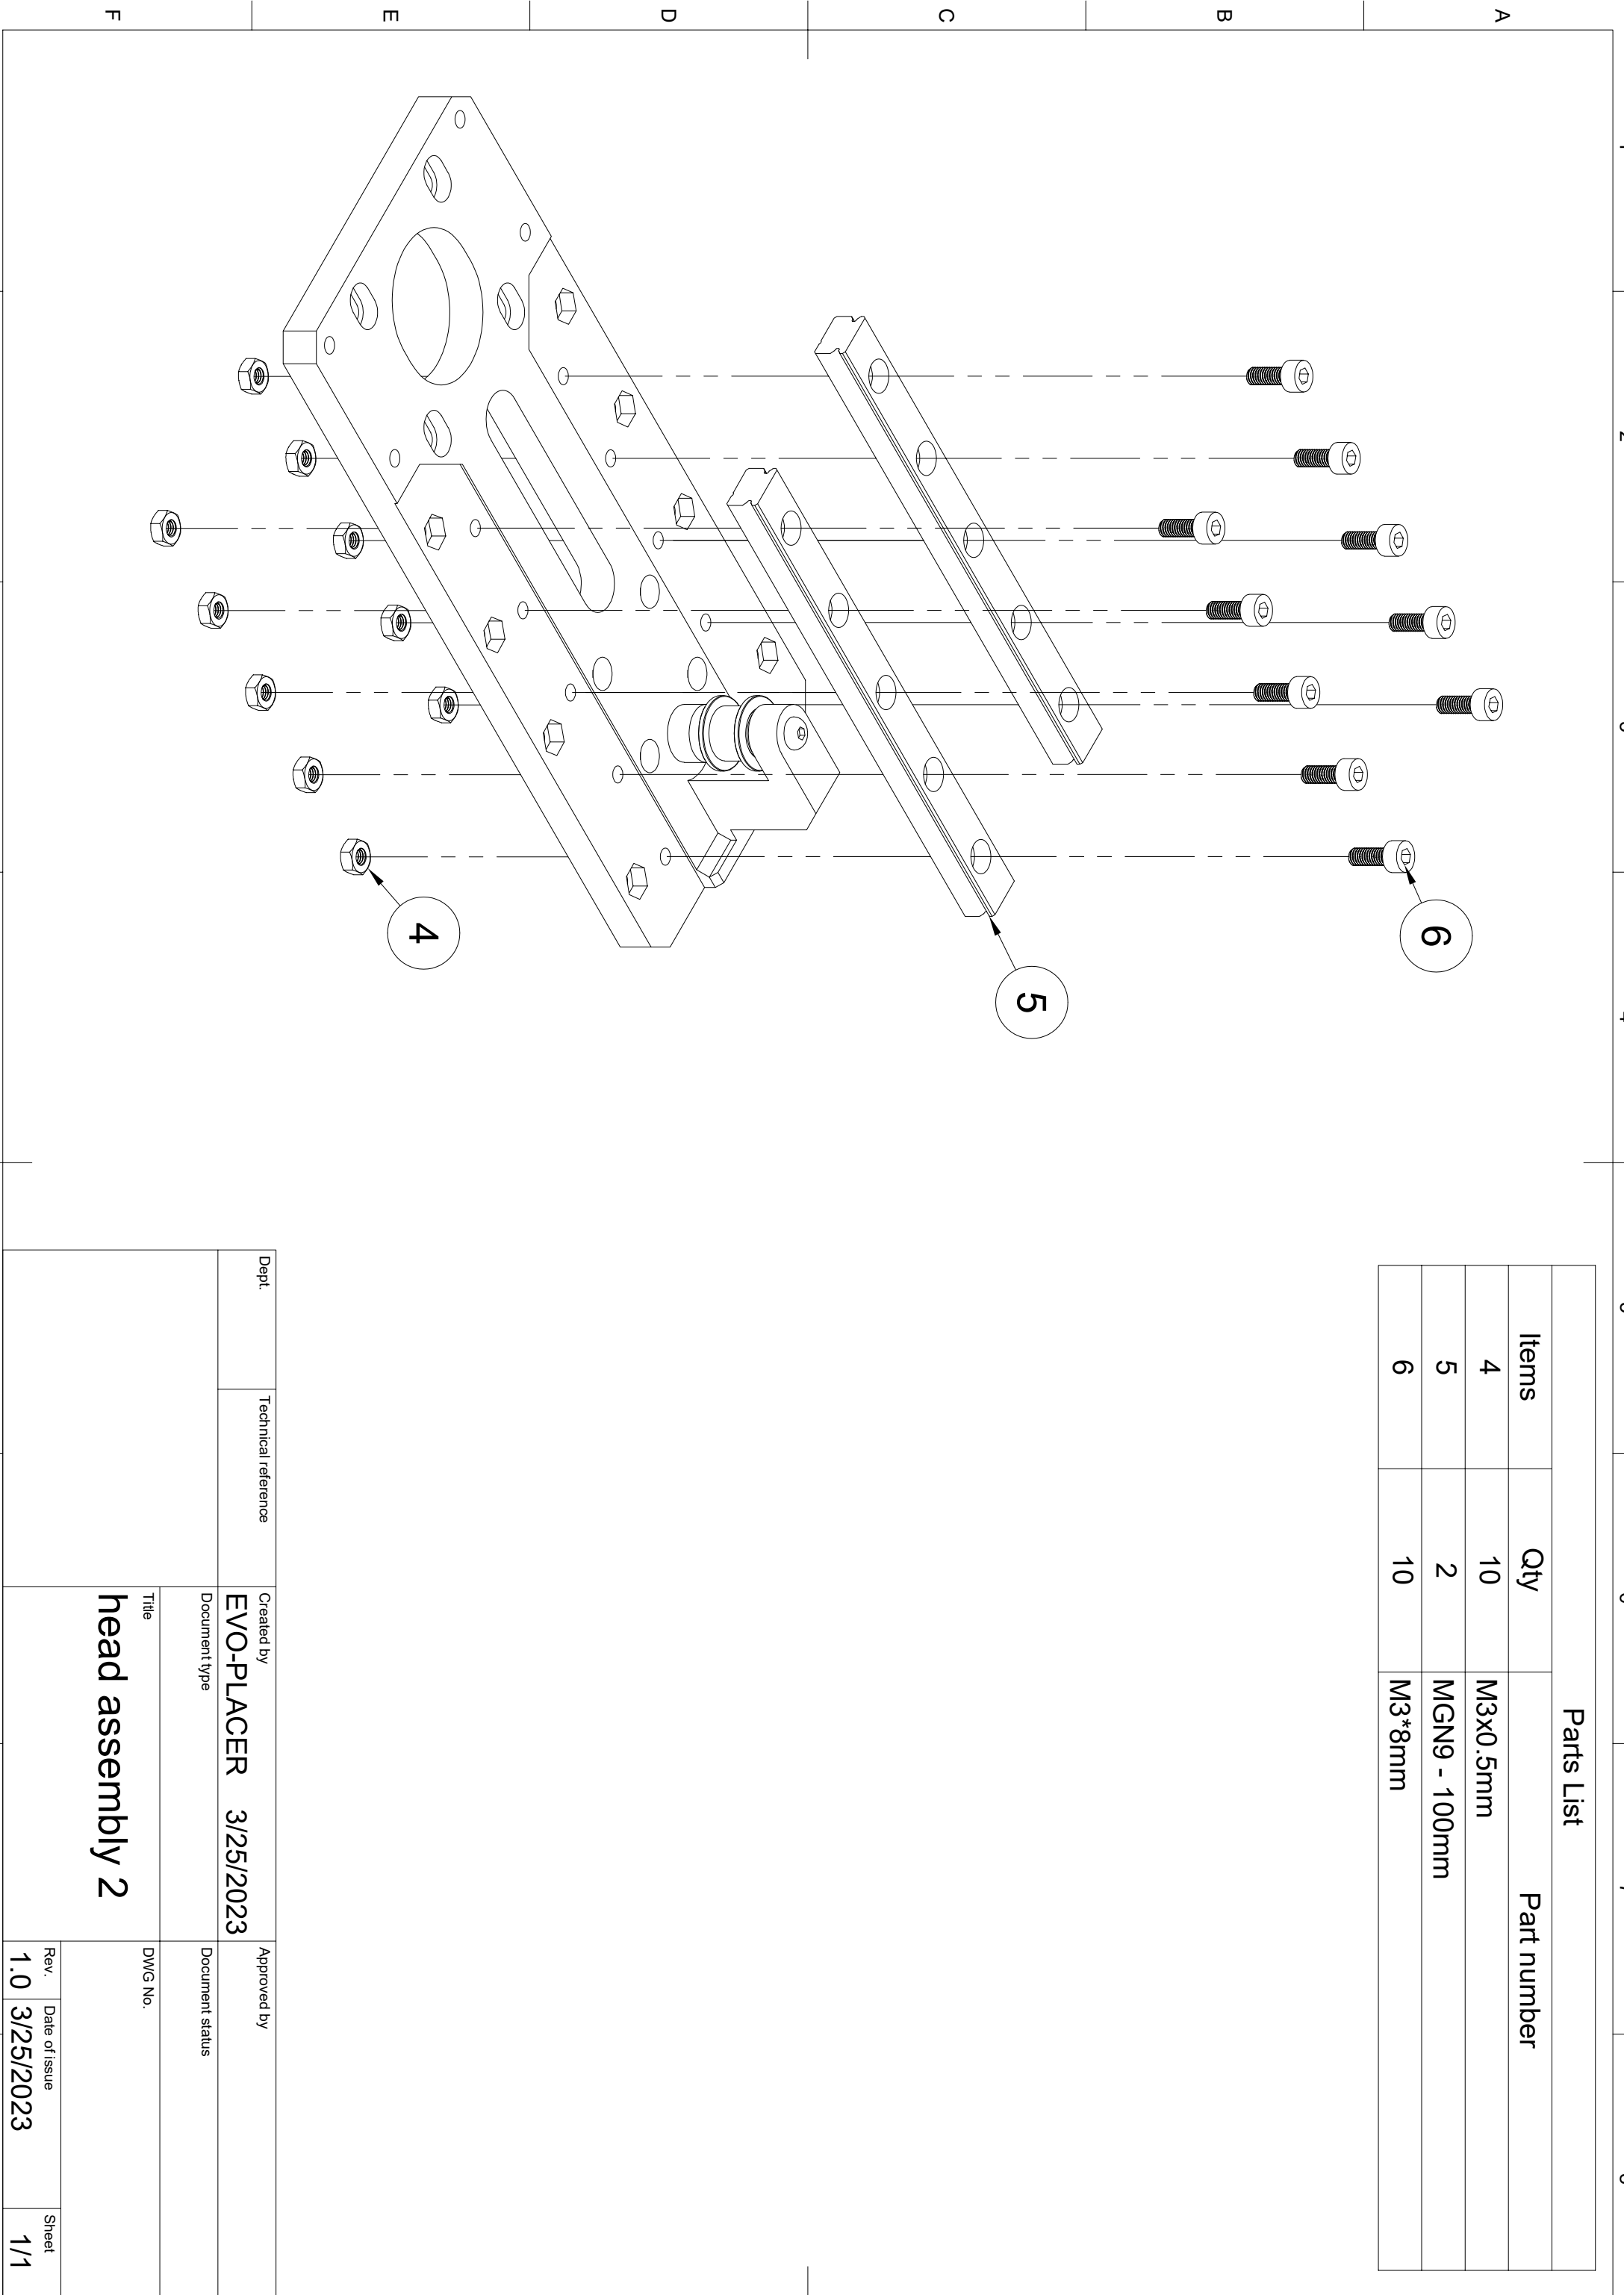 A
B
C
D
E
F
Parts List
Items Qty Part number
4 10 M3x0.5mm
5 2 MGN9 - 100mm
6 10 M3*8mm
6
5
4
Dept.
Technical reference
Created by
EVO-PLACER 3/25/2023
Approved by
Document type
Document status
Title
head assembly 2
DWG No.
Rev.
1.0
Date of issue
3/25/2023
Sheet
1/1